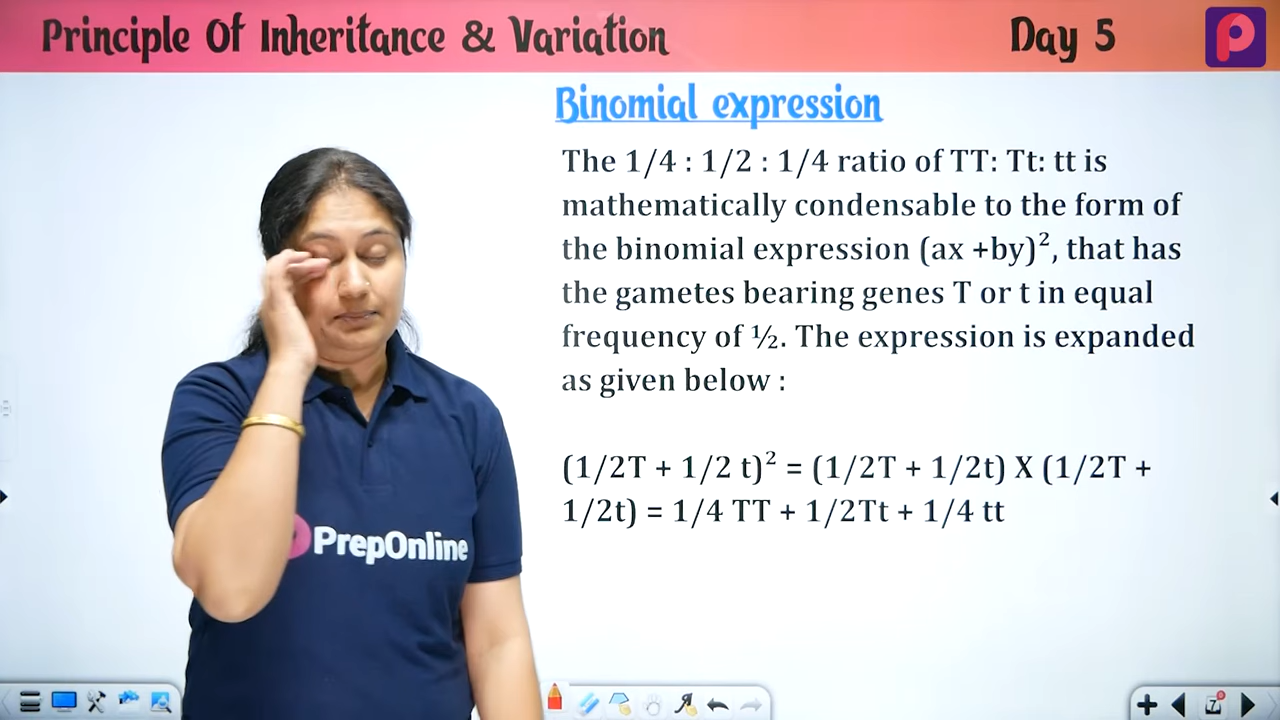 Principle Of Inheritance & Variation
Day 5
Binomial expression
The 1/4 : 1/2 : 1/4 ratio of TT: Tt: tt is
mathematically condensable to the form of
the binomial expression (ax +by)², that has
the gametes bearing genes T or t in equal
frequency of ½. The expression is expanded
as given below :
(1/2T + 1/2 t)² = (1/2T + 1/2t) X (1/2T +
1/2t) = 1/4 TT + 1/2Tt + 1/4 tt
PrepOnline
7